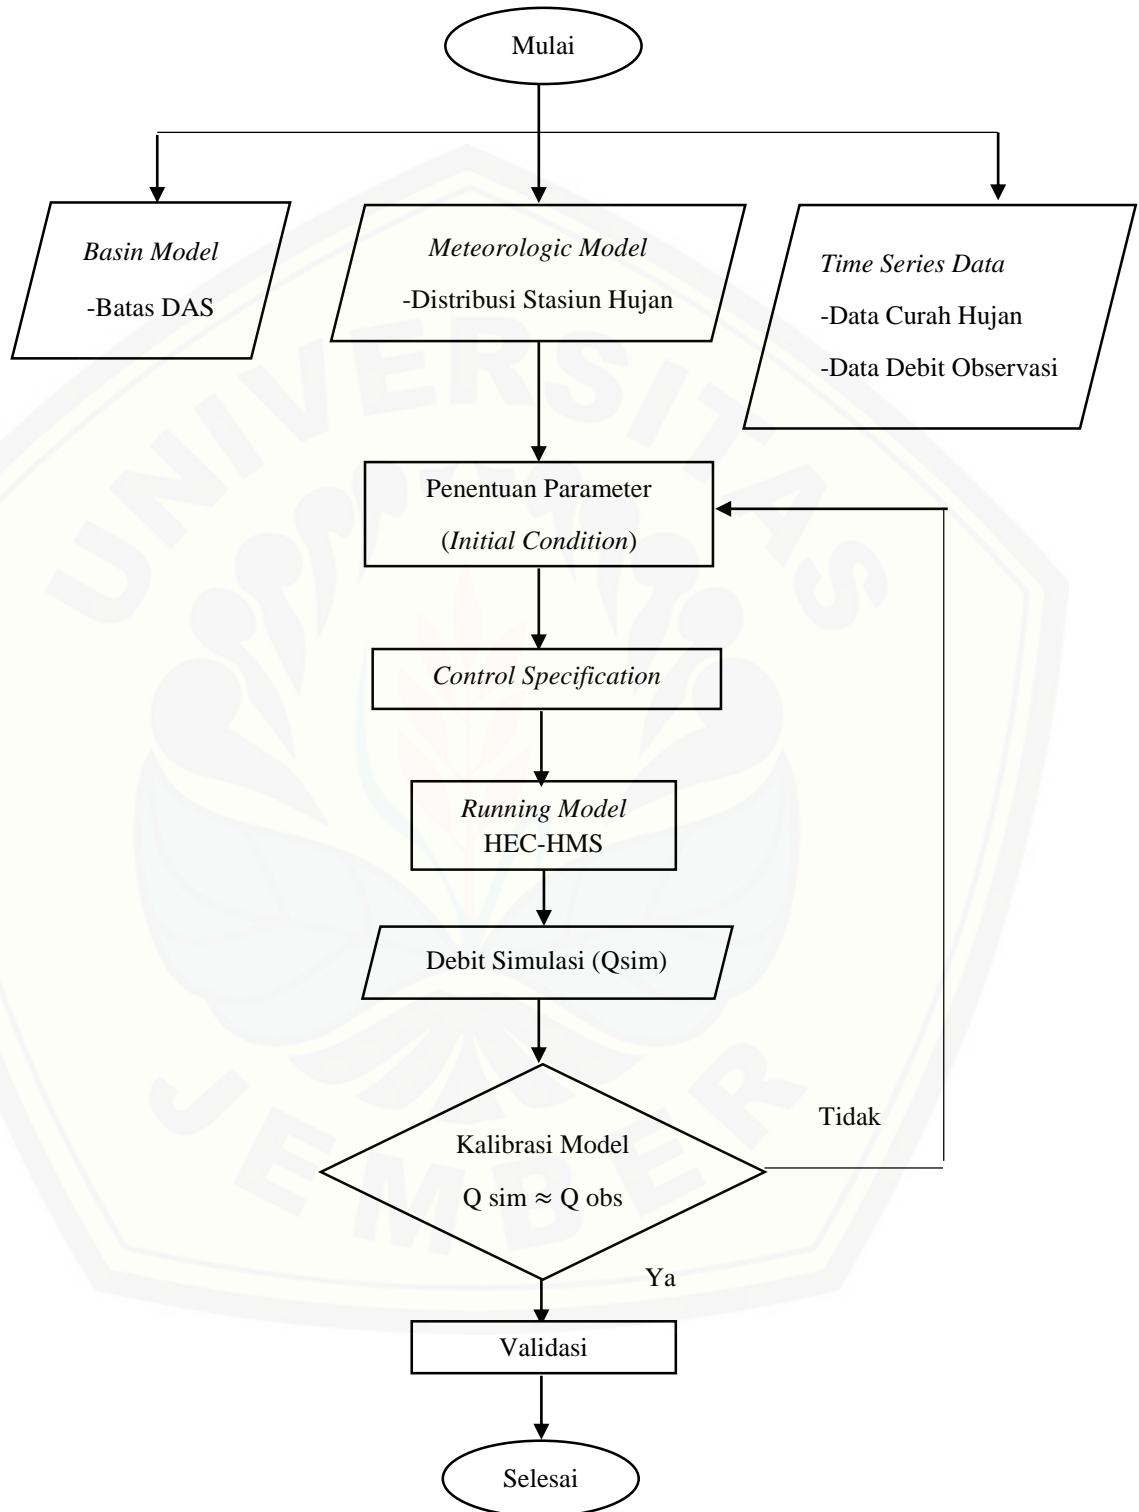 Mulai
Basin Model
-Batas DAS
Meteorologic Model
-Distribusi Stasiun Hujan
Time Series Data
-Data Curah Hujan
-Data Debit Observasi
Penentuan Parameter
(Initial Condition)
Control Specification
Running Model
HEC-HMS
Debit Simulasi (Qsim)
Kalibrasi Model
Q sim ≈ Q obs
Tidak
Ya
Validasi
Selesai
UNIVERSITAS
JEMBER